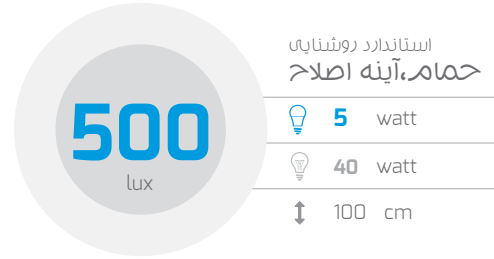 استاندارد روشنایی
حمام،آینه اصلاح
500
lux
5 watt
40 watt
100 cm